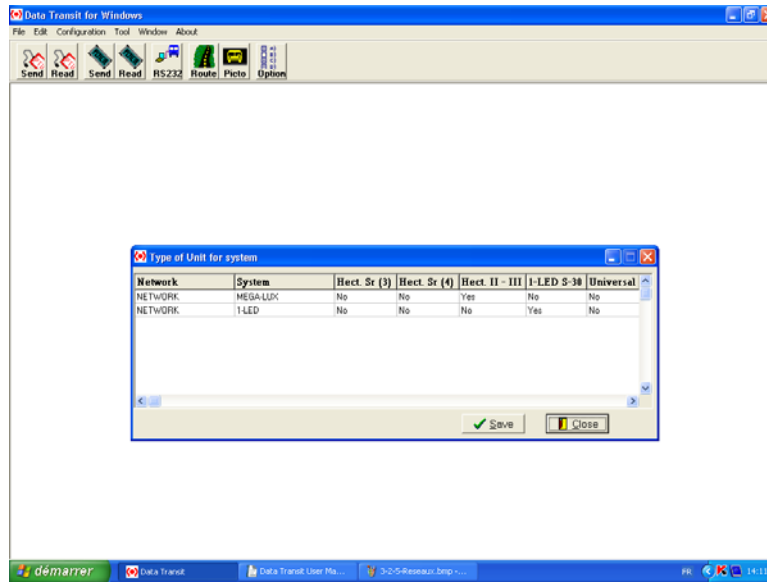 Data Transit for Windows
File Edit Configuration Tool Window About
Send Read Send Read RS232 Route Picto Option
Type of Unit for system
Network System Hect. Sr (3) Hect. Sr (4) Hect. II - III 1-LED S-30 Universal
NETWORK MEGA-LUX No No Yes No No
NETWORK 1-LED No No No Yes No
Save Close
démarrer Data Transit Data Transit User Ma... 3-2-5-Reseaux.bmp -... FR 14:11